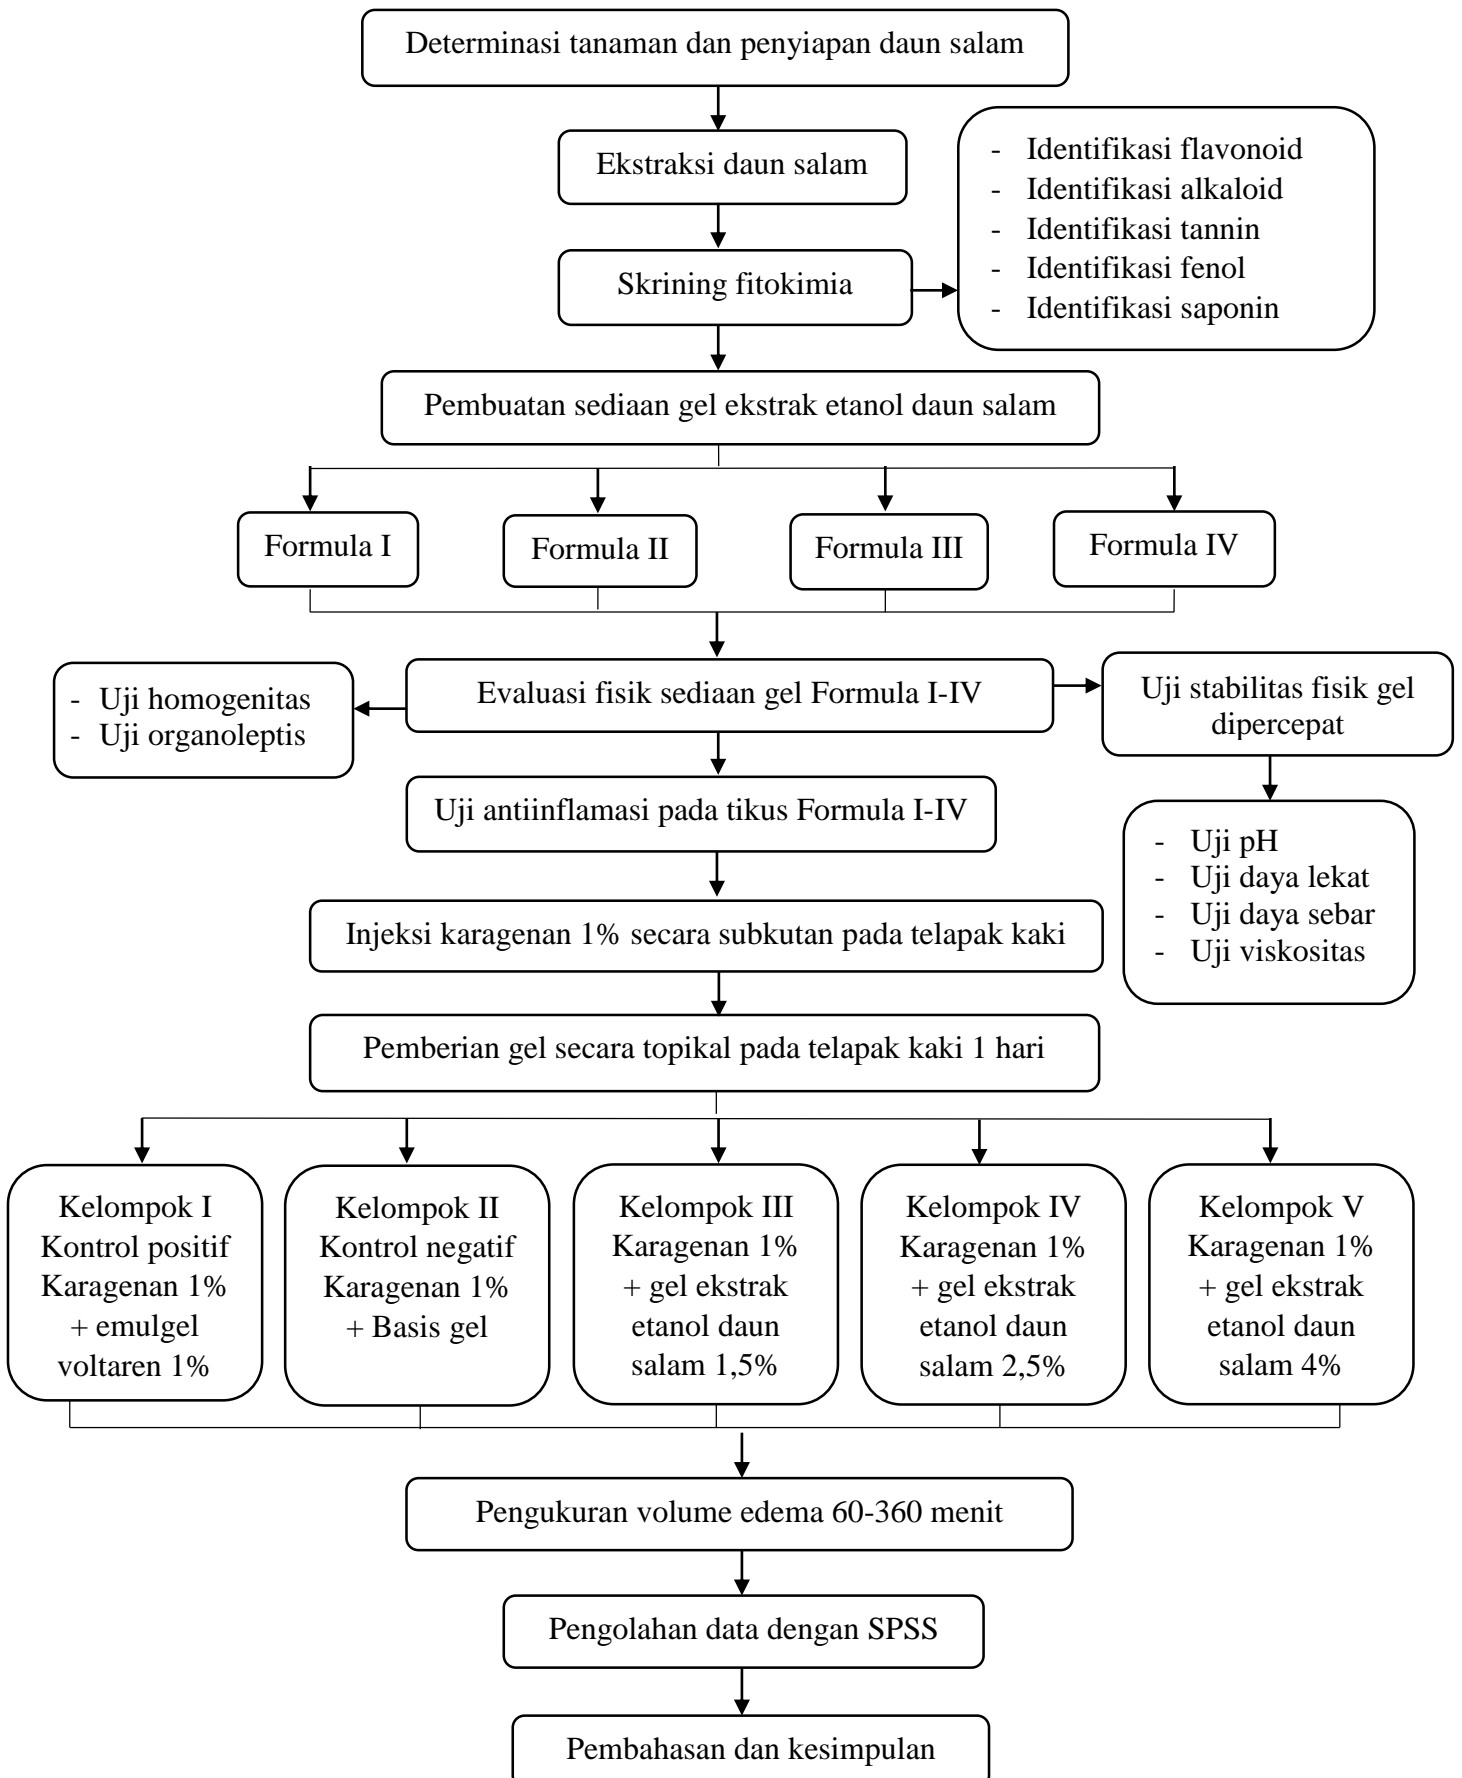 Determinasi tanaman dan penyiapan daun salam
Ekstraksi daun salam
- Identifikasi flavonoid
- Identifikasi alkaloid
- Identifikasi tannin
- Identifikasi fenol
- Identifikasi saponin
Skrining fitokimia
Pembuatan sediaan gel ekstrak etanol daun salam
Formula I
Formula II
Formula III
Formula IV
- Uji homogenitas
- Uji organoleptis
Evaluasi fisik sediaan gel Formula I-IV
Uji stabilitas fisik gel
dipercepat
Uji antiinflamasi pada tikus Formula I-IV
- Uji pH
- Uji daya lekat
- Uji daya sebar
- Uji viskositas
Injeksi karagenan 1% secara subkutan pada telapak kaki
Pemberian gel secara topikal pada telapak kaki 1 hari
Kelompok I
Kontrol positif
Karagenan 1%
+ emulgel
voltaren 1%
Kelompok II
Kontrol negatif
Karagenan 1%
+ Basis gel
Kelompok III
Karagenan 1%
+ gel ekstrak
etanol daun
salam 1,5%
Kelompok IV
Karagenan 1%
+ gel ekstrak
etanol daun
salam 2,5%
Kelompok V
Karagenan 1%
+ gel ekstrak
etanol daun
salam 4%
Pengukuran volume edema 60-360 menit
Pengolahan data dengan SPSS
Pembahasan dan kesimpulan